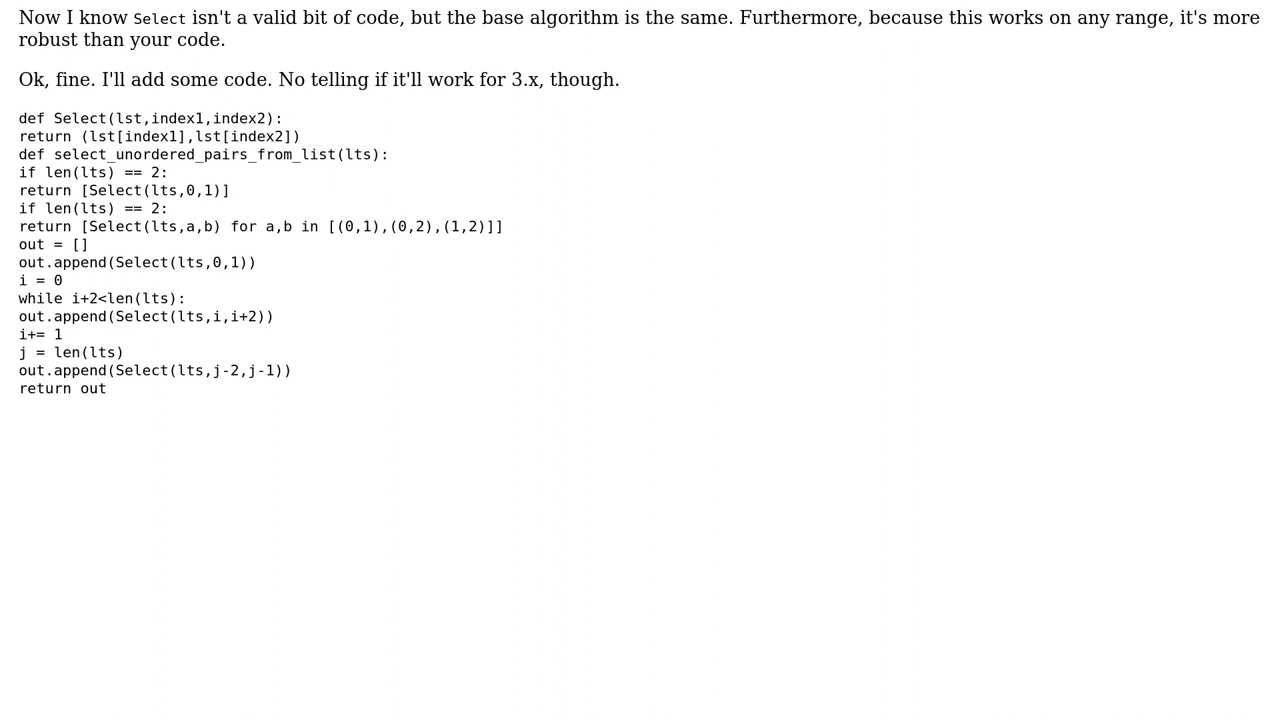 Now I know Select isn't a valid bit of code, but the base algorithm is the same. Furthermore, because this works on any range, it's more
robust than your code.
Ok, fine. I'll add some code. No telling if it'll work for 3.x, though.
def Select(lst,index1,index2):
return (lst[index1],lst[index2])
def select_unordered_pairs_from_list(lts):
if len(lts) == 2:
return [Select(lts,0,1)]
if len(lts) == 2:
return [Select(lts,a,b) for a,b in [(0,1),(0,2),(1,2)]]
out = []
out.append(Select(lts,0,1))
i = 0
while i+2<len(lts):
out.append(Select(lts,i,i+2))
i+= 1
j = len(lts)
out.append(Select(lts,j-2,j-1))
return out